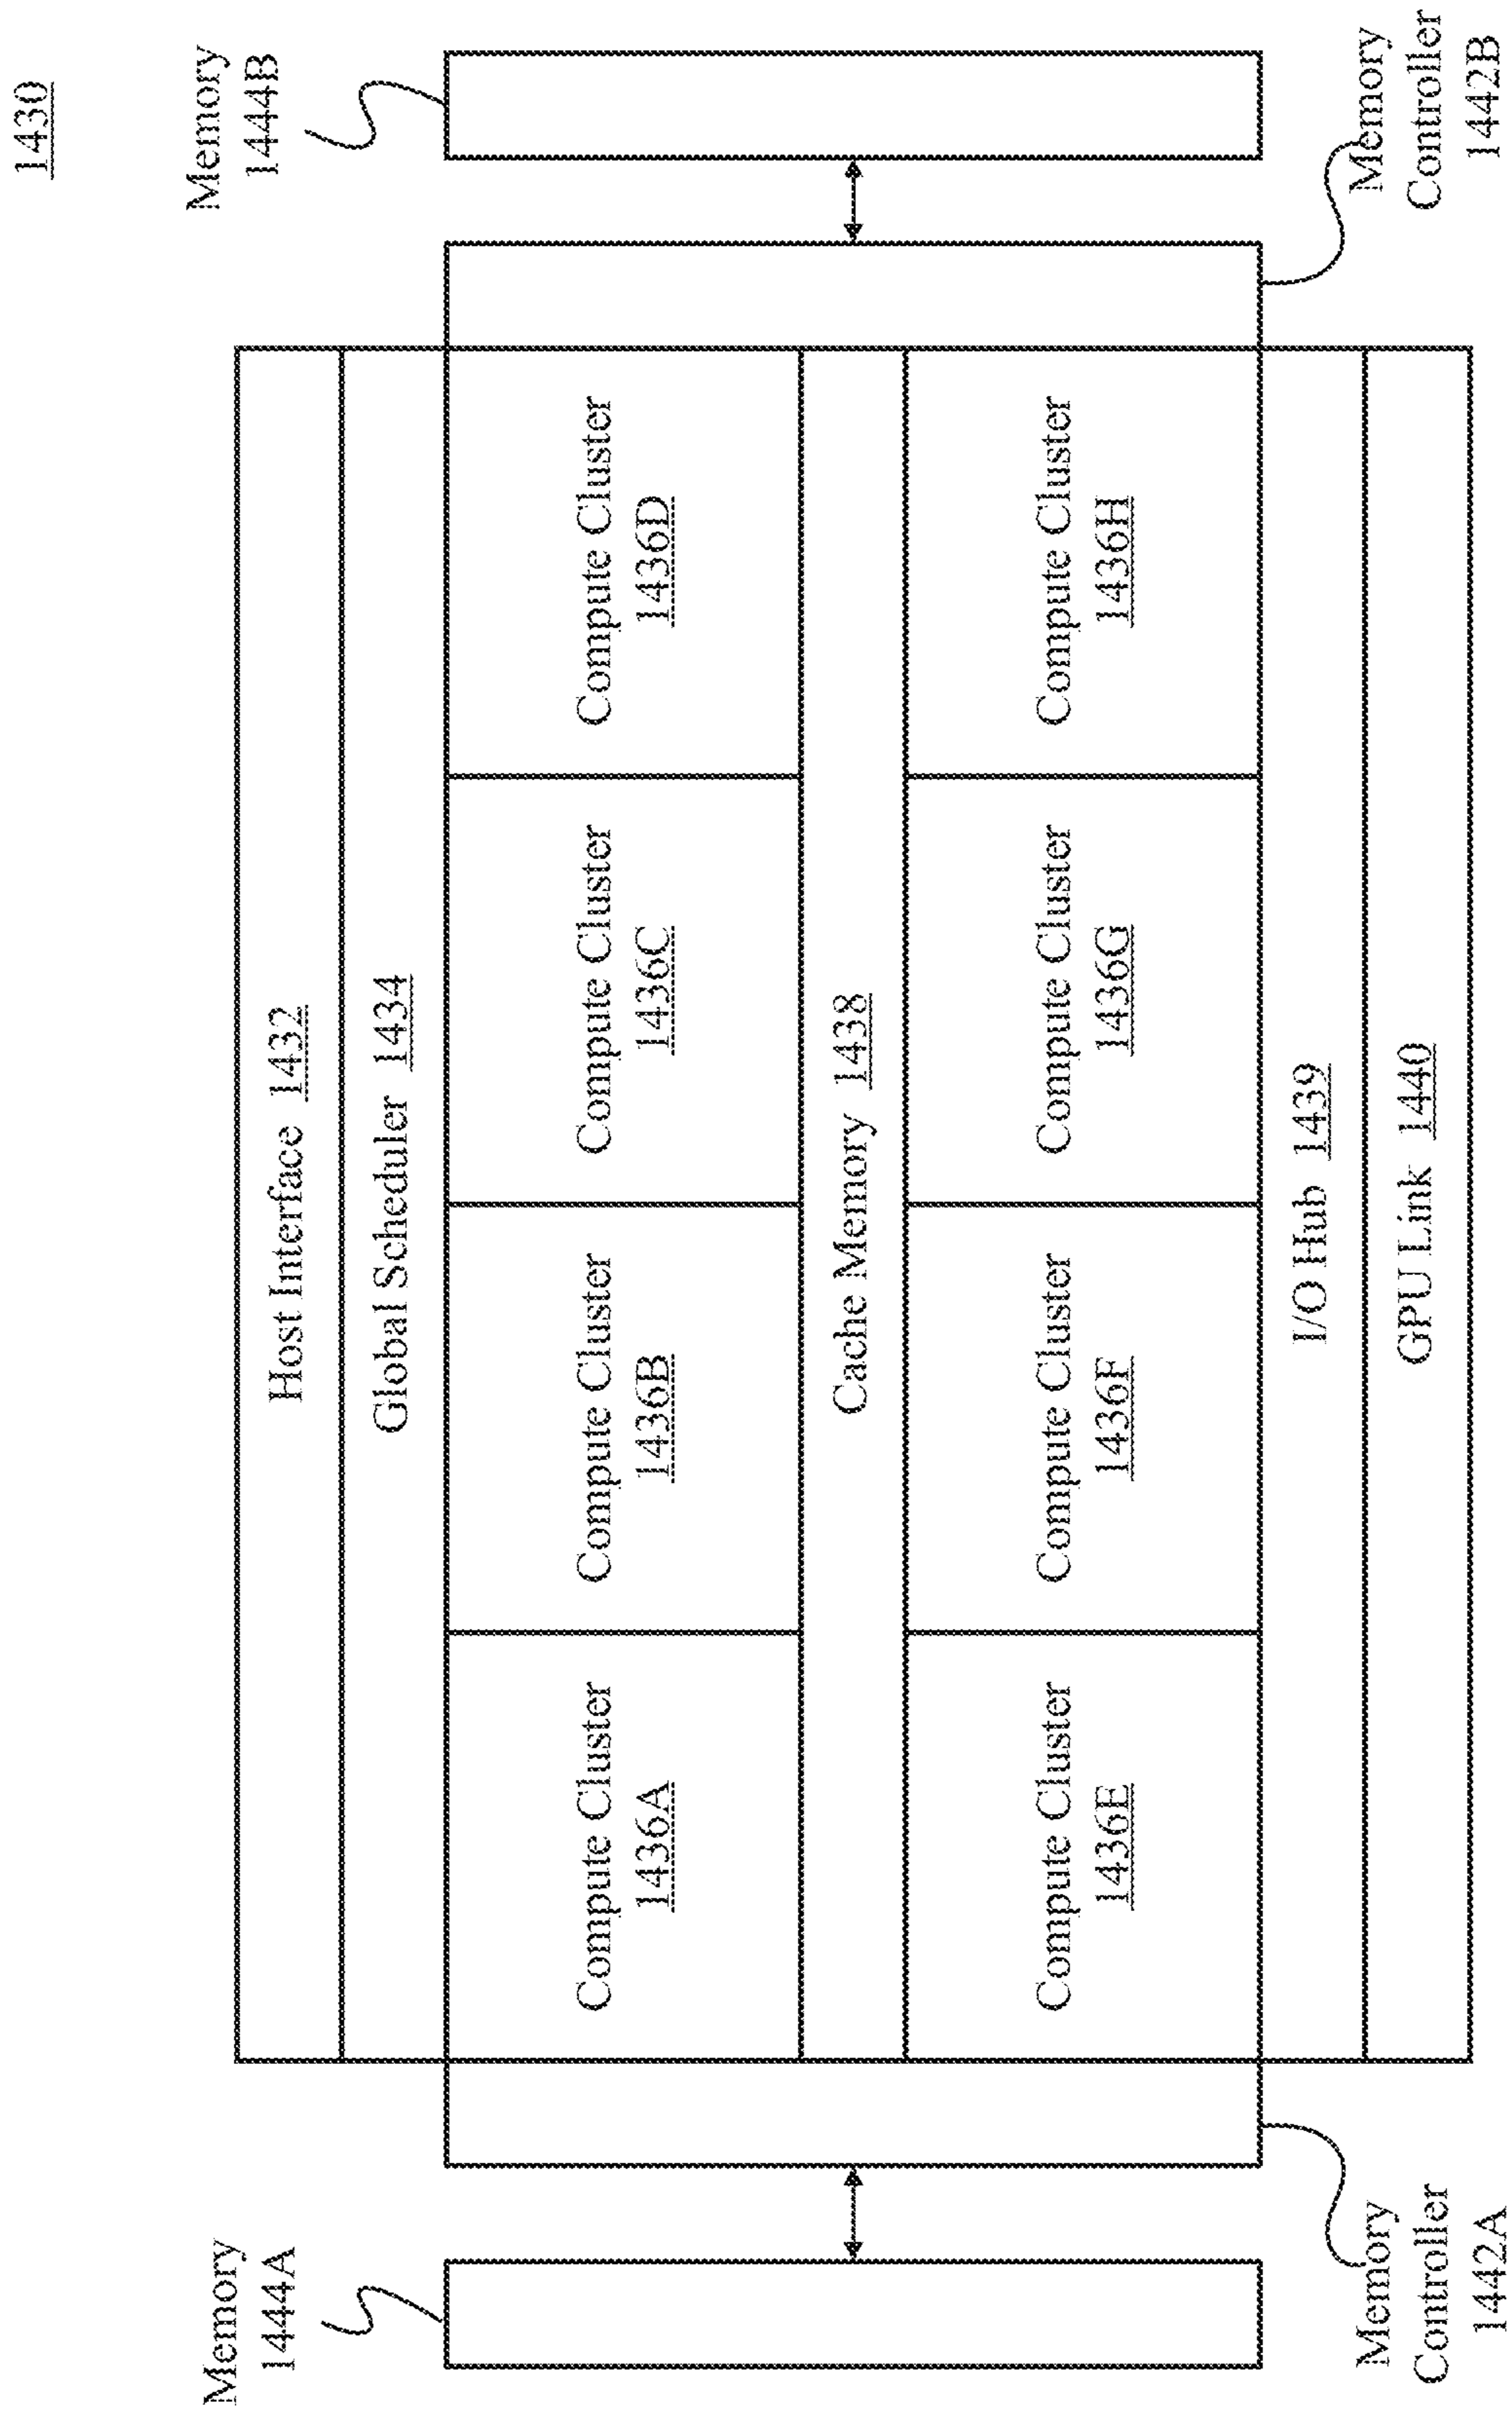 1430
Host Interface 1432
Global Scheduler 1434
Memory
1444A
Memory
1444B
Compute Cluster
1436A
Compute Cluster
1436B
Compute Cluster
1436C
Compute Cluster
1436D
Cache Memory 1438
Compute Cluster
1436E
Compute Cluster
1436F
Compute Cluster
1436G
Compute Cluster
1436H
I/O Hub 1439
GPU Link 1440
Memory
Controller
1442A
Memory
Controller
1442B